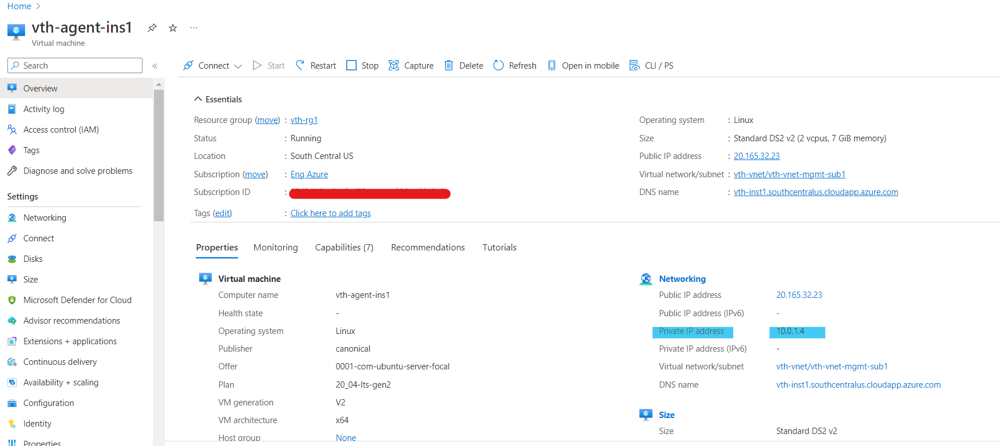 Home >
vth-agent-ins1 ...
Virtual machine
Search «
Connect Start Restart Stop Capture Delete Refresh Open in mobile CLI / PS
Overview
Activity log
Access control (IAM)
Tags
Diagnose and solve problems
Settings
Networking
Connect
Disks
Size
Microsoft Defender for Cloud
Advisor recommendations
Extensions + applications
Continuous delivery
Availability + scaling
Configuration
Identity
Properties
Essentials
Resource group (move) : vth-rg1
Status : Running
Location : South Central US
Subscription (move) : Eng Azure
Subscription ID :
Tags (edit) : Click here to add tags
Operating system : Linux
Size : Standard DS2 v2 (2 vcpus, 7 GiB memory)
Public IP address : 20.165.32.23
Virtual network/subnet : vth-vnet/vth-vnet-mgmt-sub1
DNS name : vth-inst1.southcentralus.cloudapp.azure.com
Properties Monitoring Capabilities (7) Recommendations Tutorials
Virtual machine
Computer name vth-agent-ins1
Health state -
Operating system Linux
Publisher canonical
Offer 0001-com-ubuntu-server-focal
Plan 20_04-lts-gen2
VM generation V2
VM architecture x64
Host group None
Networking
Public IP address 20.165.32.23
Public IP address (IPv6) -
Private IP address 10.0.1.4
Private IP address (IPv6) -
Virtual network/subnet vth-vnet/vth-vnet-mgmt-sub1
DNS name vth-inst1.southcentralus.cloudapp.azure.com
Size
Size Standard DS2 v2